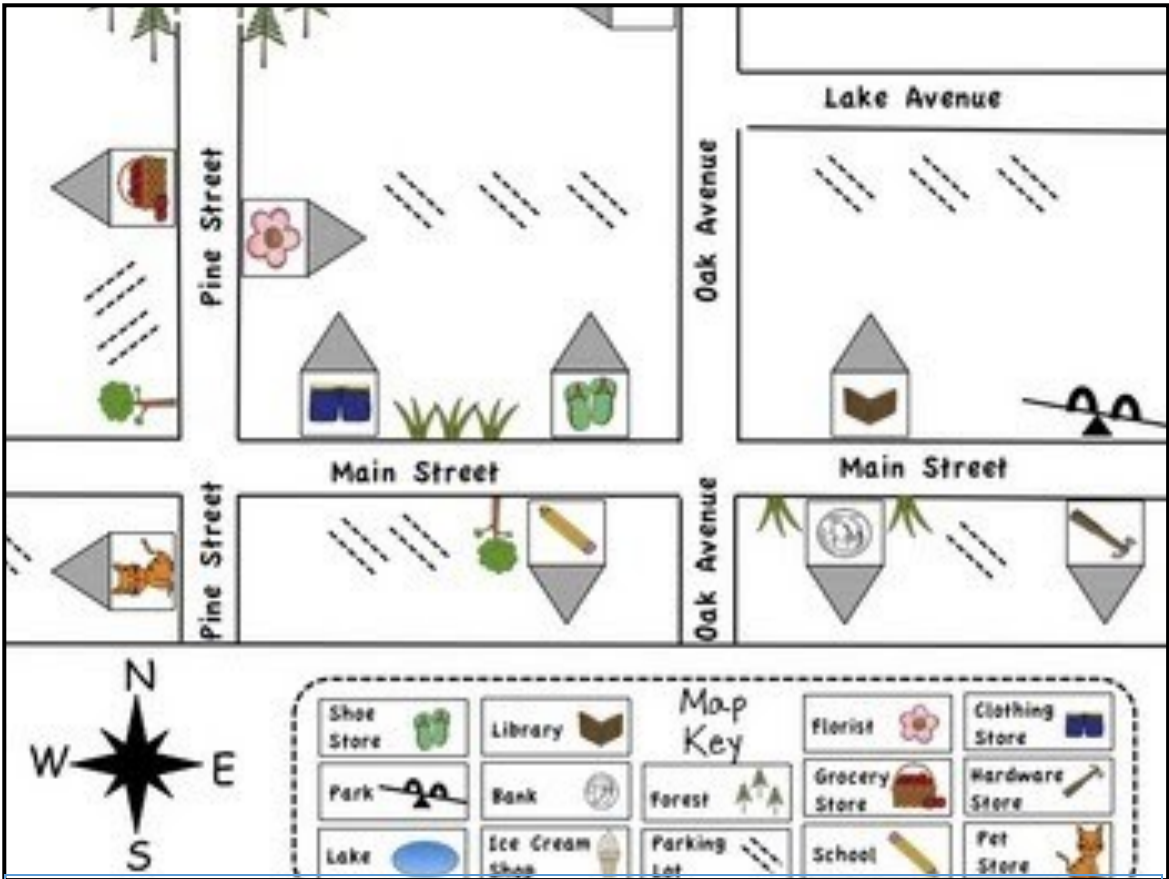 Lake Avenue
Pine Street
Oak Avenue
Main Street
Main Street
Pine Street
Oak Avenue
N
W E
S
Map
Key
Shoe
Store
Library
Florist
Clothing
Store
Park
Bank
Forest
Grocery
Store
Hardware
Store
Lake
Ice Cream
Shop
Parking
Lot
School
Pet
Store